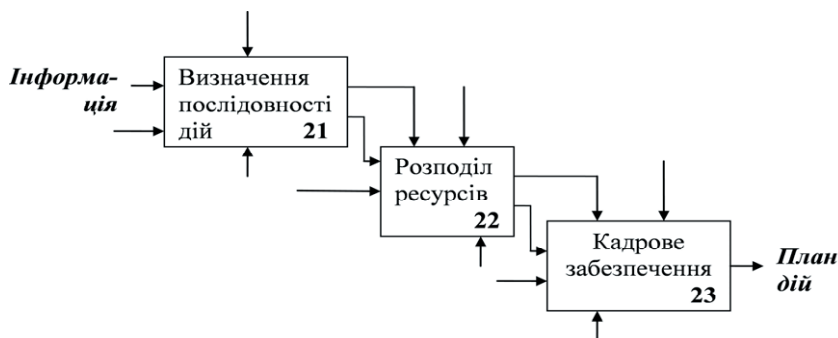 Інформа-
ція
Визначення
послідовності
дій 21
Розподіл
ресурсів
22
Кадрове
забезпечення
23
План
дій